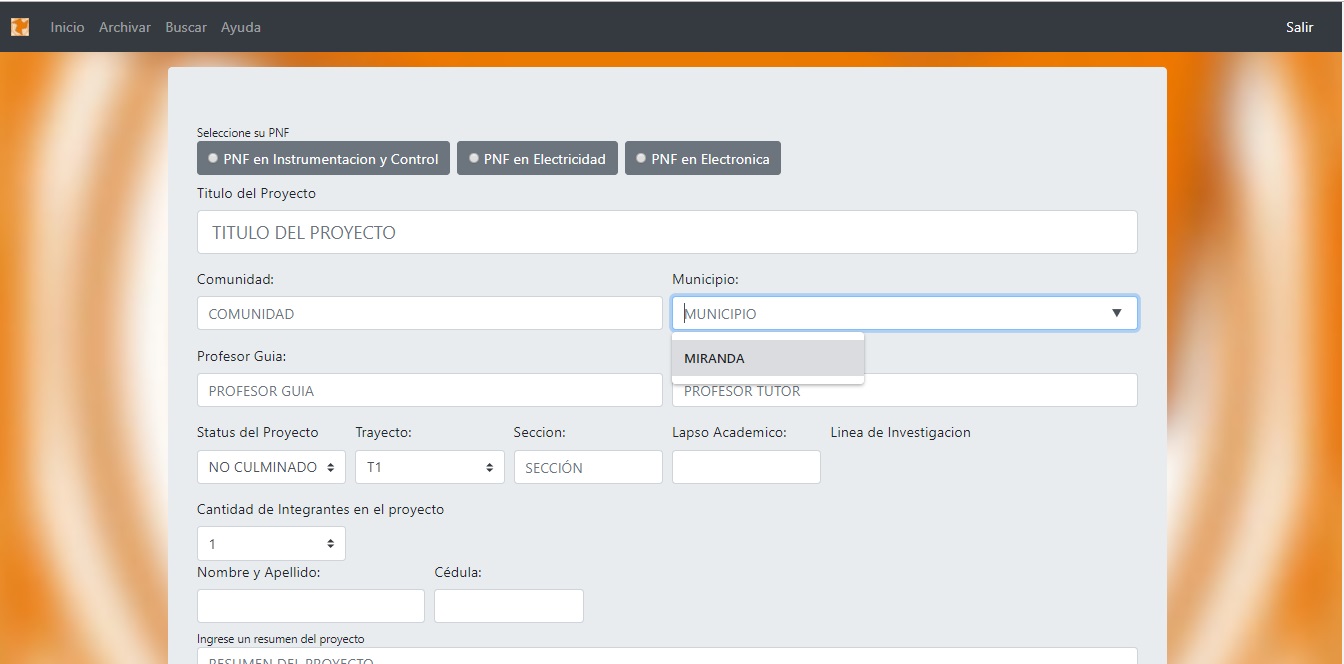 Inicio Archivar Buscar Ayuda Salir
Seleccione su PNF
PNF en Instrumentacion y Control PNF en Electricidad PNF en Electronica
Titulo del Proyecto
TITULO DEL PROYECTO
Comunidad: Municipio:
COMUNIDAD MUNICIPIO
MIRANDA
Profesor Guia:
PROFESOR GUIA PROFESOR TUTOR
Status del Proyecto Trayecto: Seccion: Lapso Academico: Linea de Investigacion
NO CULMINADO T1 SECCIÓN
Cantidad de Integrantes en el proyecto
1
Nombre y Apellido: Cédula:
Ingrese un resumen del proyecto
RESUMEN DEL PROYECTO